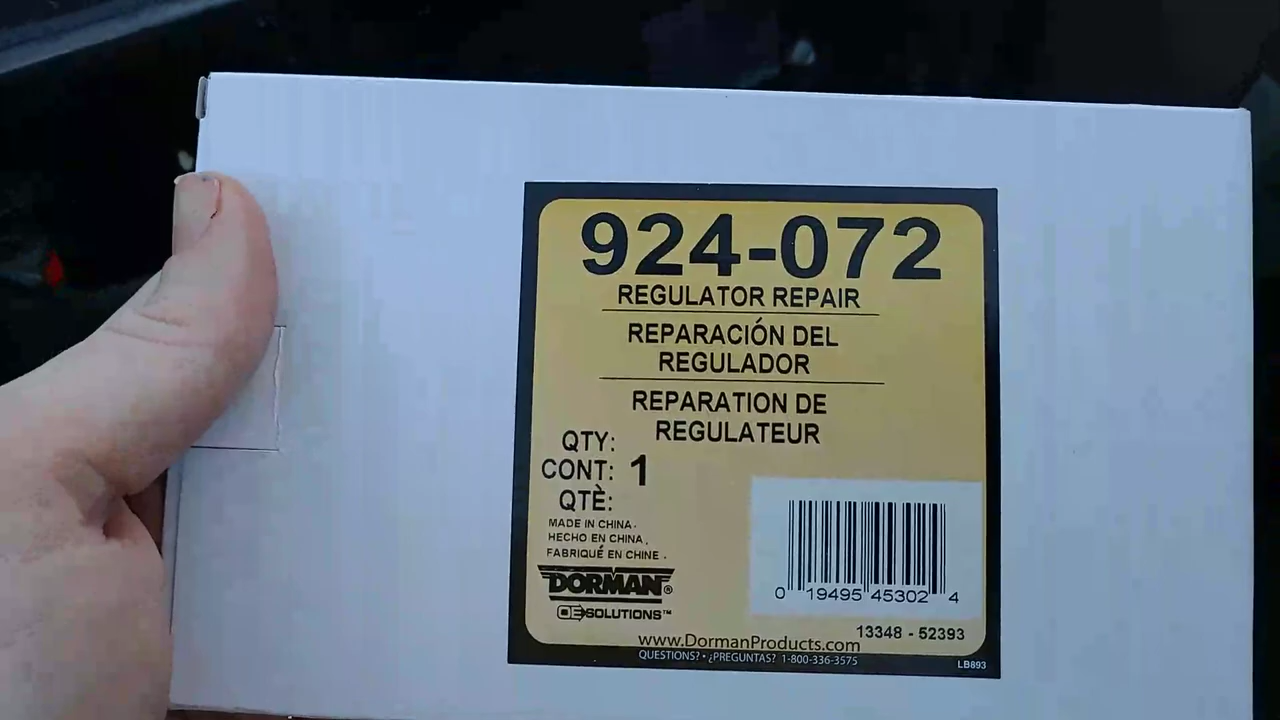 924-072
REGULATOR REPAIR
REPARACIÓN DEL
REGULADOR
REPARATION DE
REGULATEUR
QTY:
CONT: 1
QTÈ:
MADE IN CHINA.
HECHO EN CHINA.
FABRIQUÉ EN CHINE.
DORMAN®
OE SOLUTIONS™
0 19495 45302 4
13348 - 52393
www.DormanProducts.com
QUESTIONS? • ¿PREGUNTAS? 1-800-336-3575
LB893